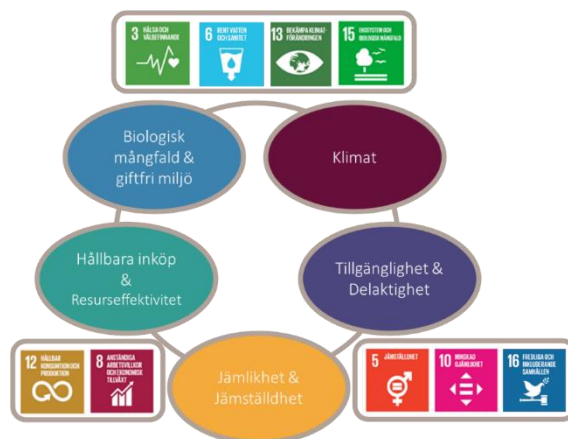 3 HÄLSA OCH
VÄLBEFINNANDE
6 RENT VATTEN
OCH SANITET
13 BEKÄMPA KLIMAT-
FÖRÄNDRINGEN
15 EKOSYSTEM OCH
BIOLOGISK MÅNGFALD
Biologisk
mångfald &
giftfri miljö
Klimat
Hållbara inköp
&
Resurseffektivitet
Tillgänglighet &
Delaktighet
12 HÅLLBAR
KONSUMTION OCH
PRODUKTION
8 ANSTÄNDIGA
ARBETSVILLKOR
OCH EKONOMISK
TILLVÄXT
Jämlikhet &
Jämställdhet
5 JÄMSTÄLLDHET
10 MINSKAD
OJÄMLIKHET
16 FREDLIGA OCH
INKLUDERANDE
SAMHÄLLEN